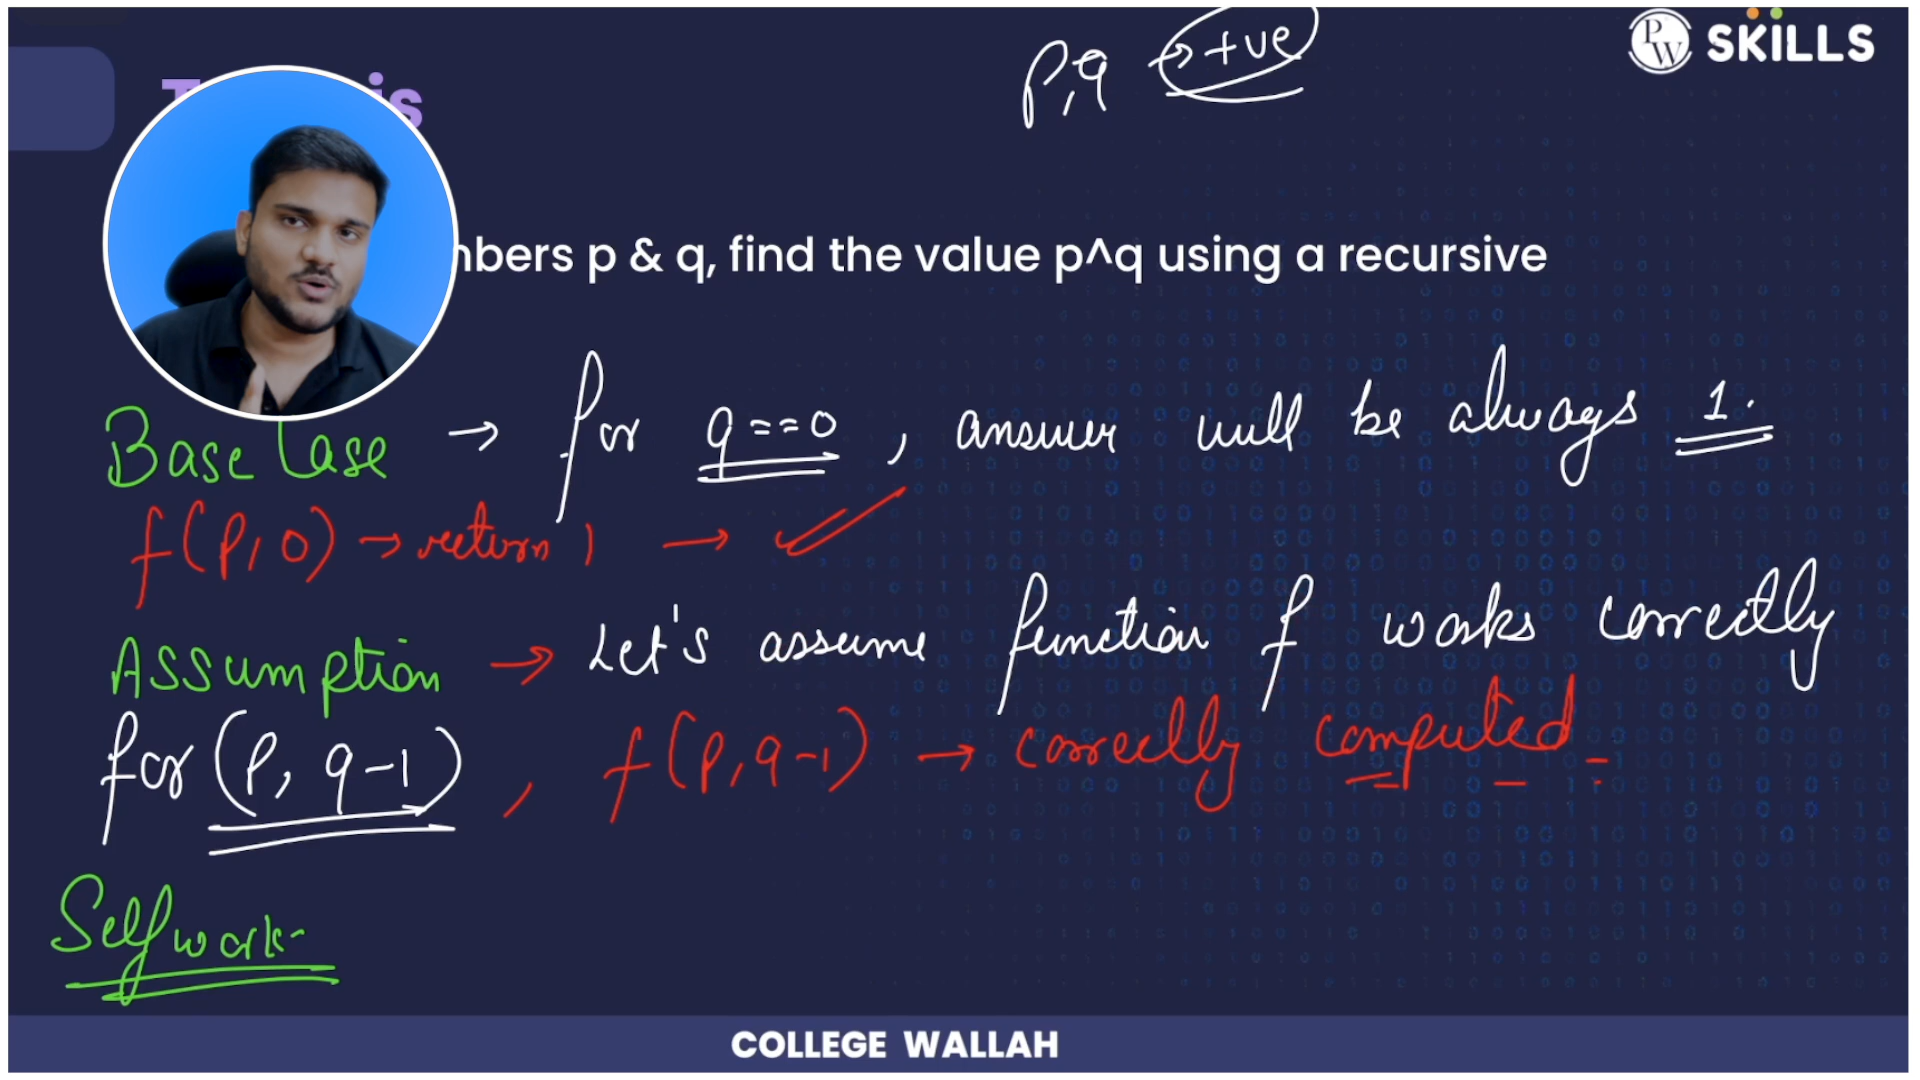 p,q → +ve
PW SKILLS
p & q, find the value p^q using a recursive
Base Case → for q==0, answer will be always 1.
f(p,0) → return 1 →
Assumption → Let's assume function f works correctly
for (p, q-1), f(p,q-1) → correctly computed.
Selfwork-
COLLEGE WALLAH